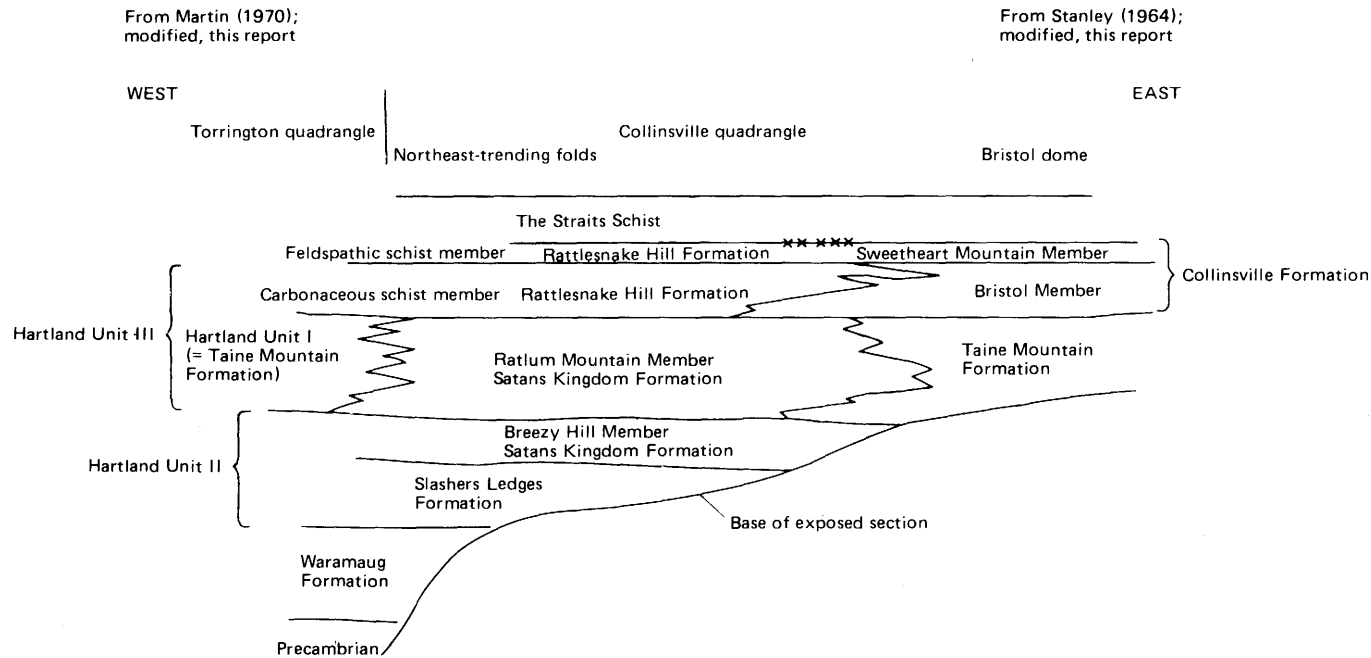 From Martin (1970);
modified, this report
From Stanley (1964);
modified, this report
WEST
EAST
Torrington quadrangle
Collinsville quadrangle
Northeast-trending folds
Bristol dome
The Straits Schist
Feldspathic schist member
Rattlesnake Hill Formation
Sweetheart Mountain Member
Collinsville Formation
Carbonaceous schist member
Rattlesnake Hill Formation
Bristol Member
Hartland Unit III
Hartland Unit I
(= Taine Mountain
Formation)
Ratlum Mountain Member
Satans Kingdom Formation
Taine Mountain
Formation
Breezy Hill Member
Satans Kingdom Formation
Hartland Unit II
Slashers Ledges
Formation
Base of exposed section
Waramaug
Formation
Precambrian